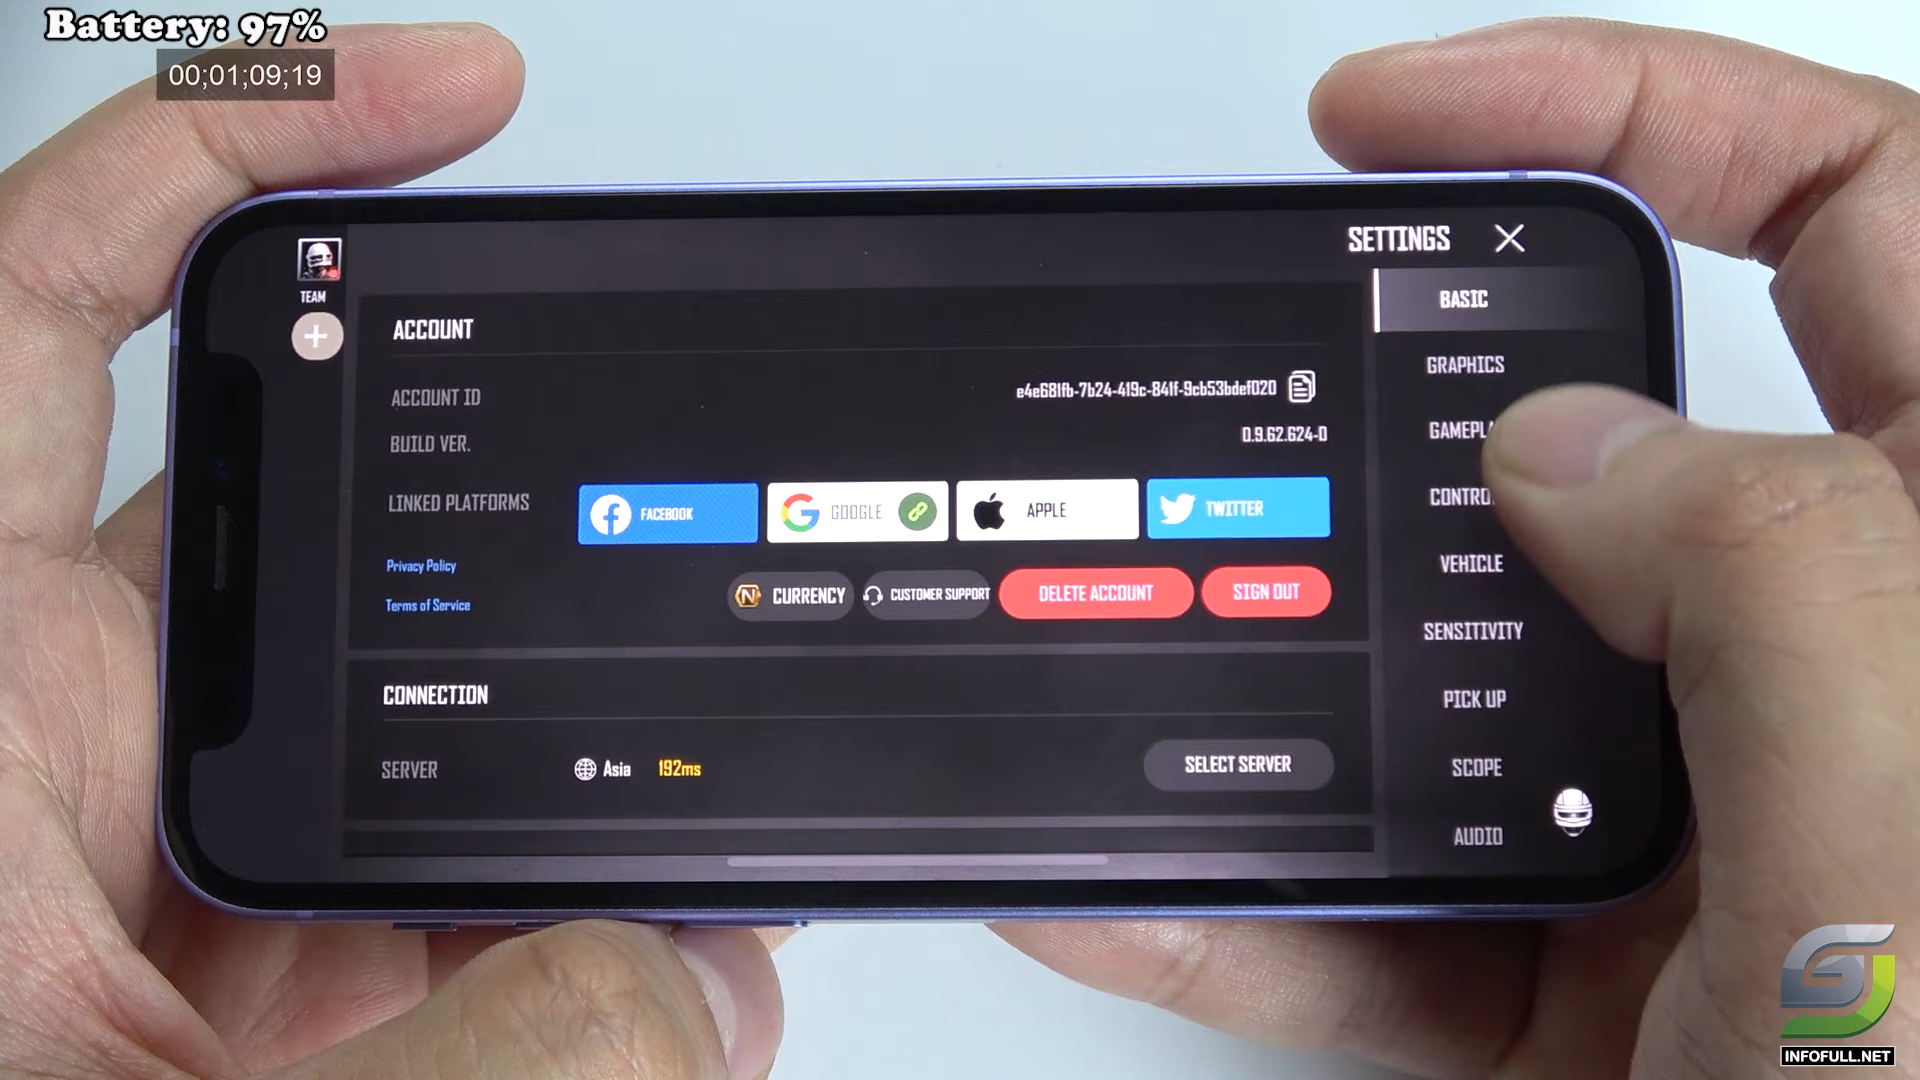 Battery: 97%
00;01;09;19
SETTINGS
TEAM
BASIC
ACCOUNT
GRAPHICS
ACCOUNT ID
e4e681fb-7b24-419c-841f-9cb53bdef020
BUILD VER.
0.9.62.624-0
GAMEPL
LINKED PLATFORMS
FACEBOOK
GOOGLE
APPLE
TWITTER
CONTRO
Privacy Policy
VEHICLE
Terms of Service
CURRENCY
CUSTOMER SUPPORT
DELETE ACCOUNT
SIGN OUT
SENSITIVITY
CONNECTION
PICK UP
SERVER
Asia
192ms
SELECT SERVER
SCOPE
AUDIO
INFOFULL.NET